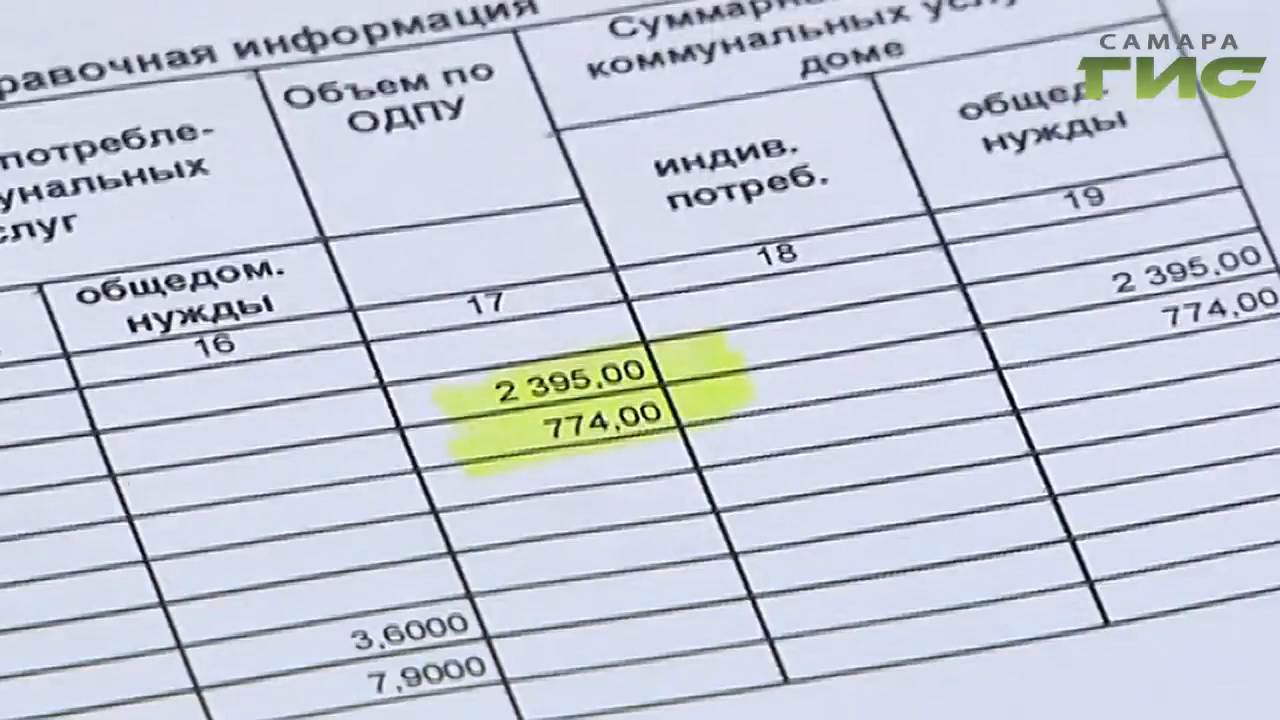 САМАРА
ГИС
равочная информация
Суммарн
коммунальных усл
доме
потребле-
унальных
слуг
Объем по
ОДПУ
индив.
потреб.
общед.
нужды
общедом.
нужды
16
17
18
19
2 395,00
2 395,00
774,00
774,00
3,6000
7,9000